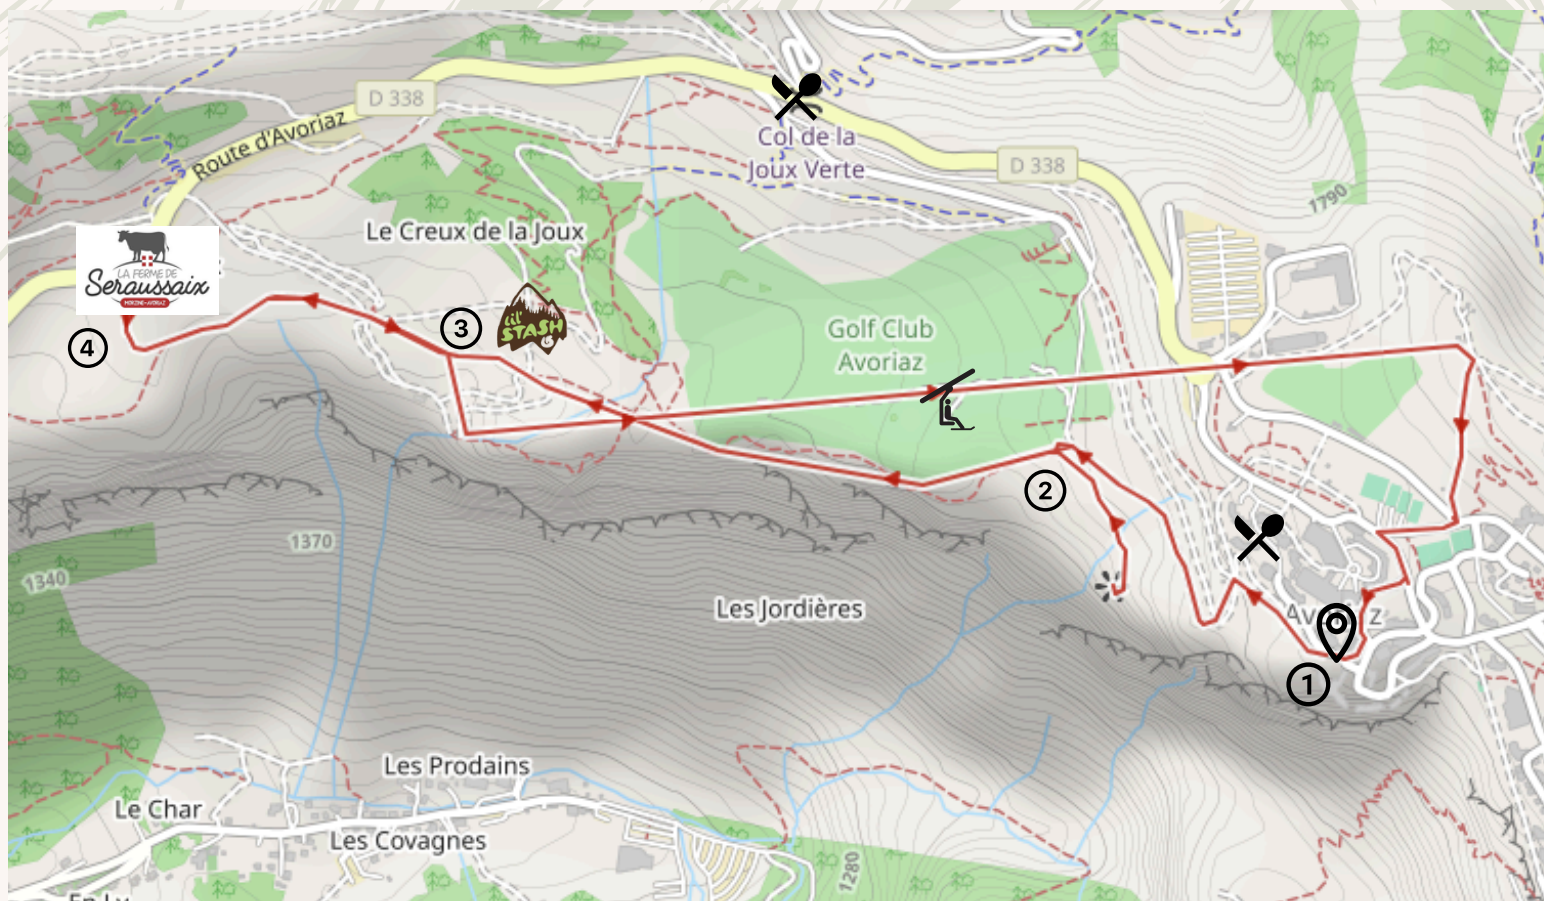 D 338
Route d'Avoriaz
Col de la
Joux Verte
D 338
1790
Le Creux de la Joux
LA FERME DE
Seraussaix
MORZINE-AVORIAZ
4
3
LIL'
STASH
Golf Club
Avoriaz
2
1370
1340
Les Jordières
1
Les Prodains
Le Char
Les Covagnes
1280